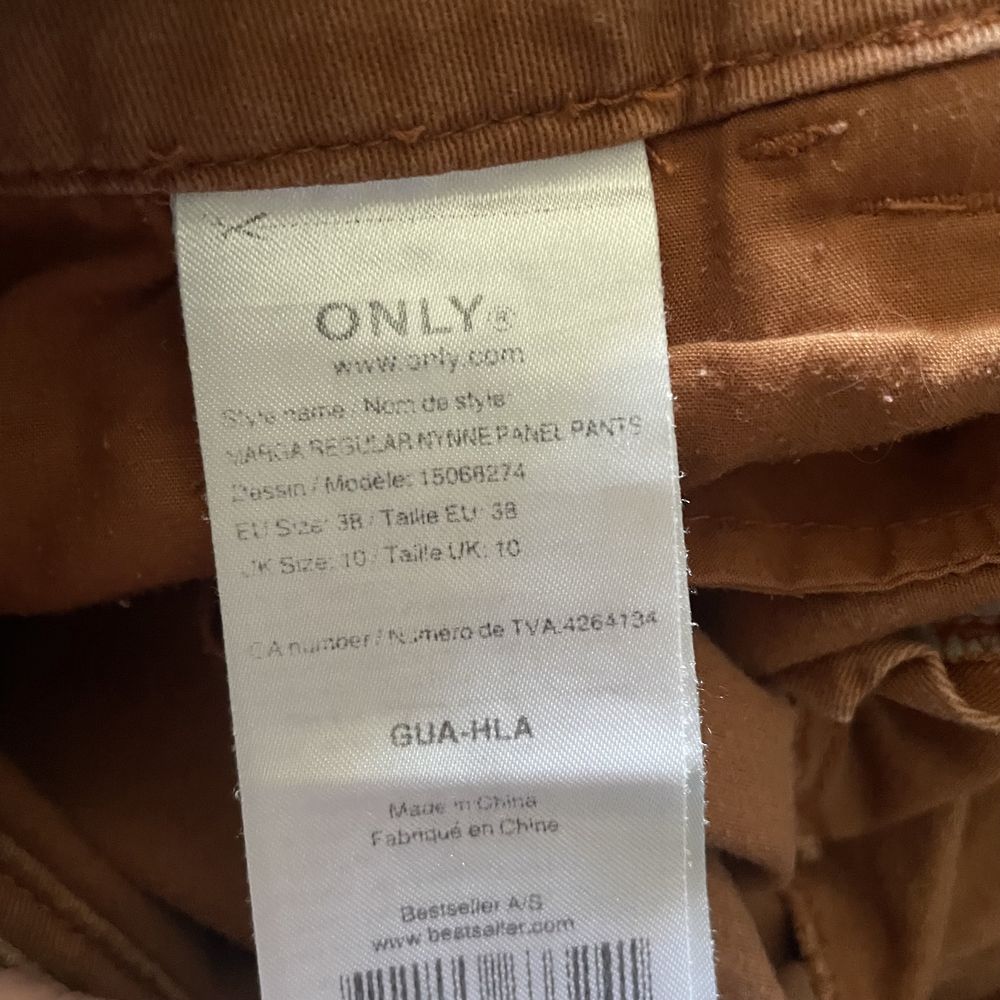 ONLY®
www.only.com
Style name / Nom de style:
MARGA REGULAR NYNNE PANEL PANTS
Dessin / Modèle: 15066274
EU Size: 38 / Taille EU: 38
UK Size: 10 / Taille UK: 10
CA number / Numéro de TVA:4264134
GUA-HLA
Made in China
Fabriqué en Chine
Bestseller A/S
www.bestseller.com